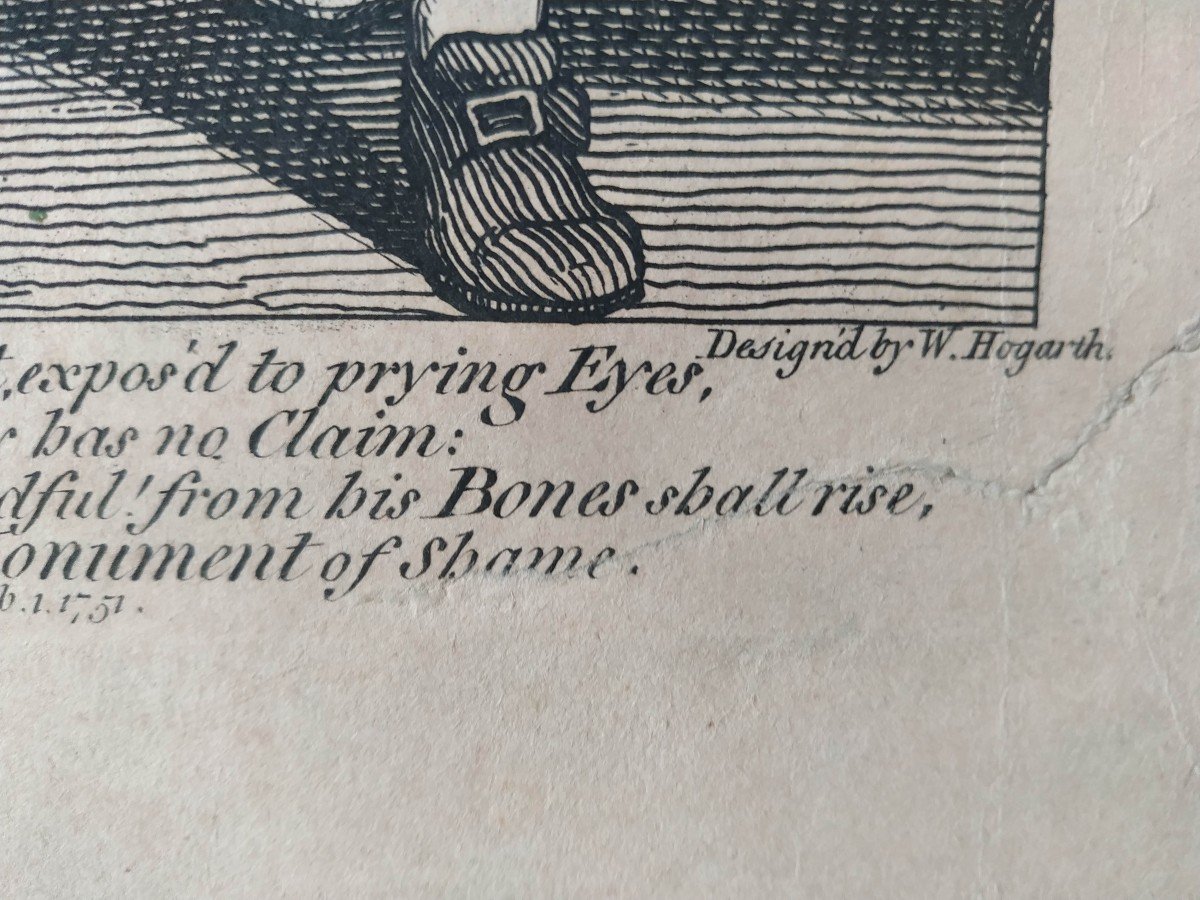 Design'd by W. Hogarth.
expos'd to prying Eyes,
has no Claim:
dful! from his Bones shall rise,
onument of Shame.
b.1.1751.